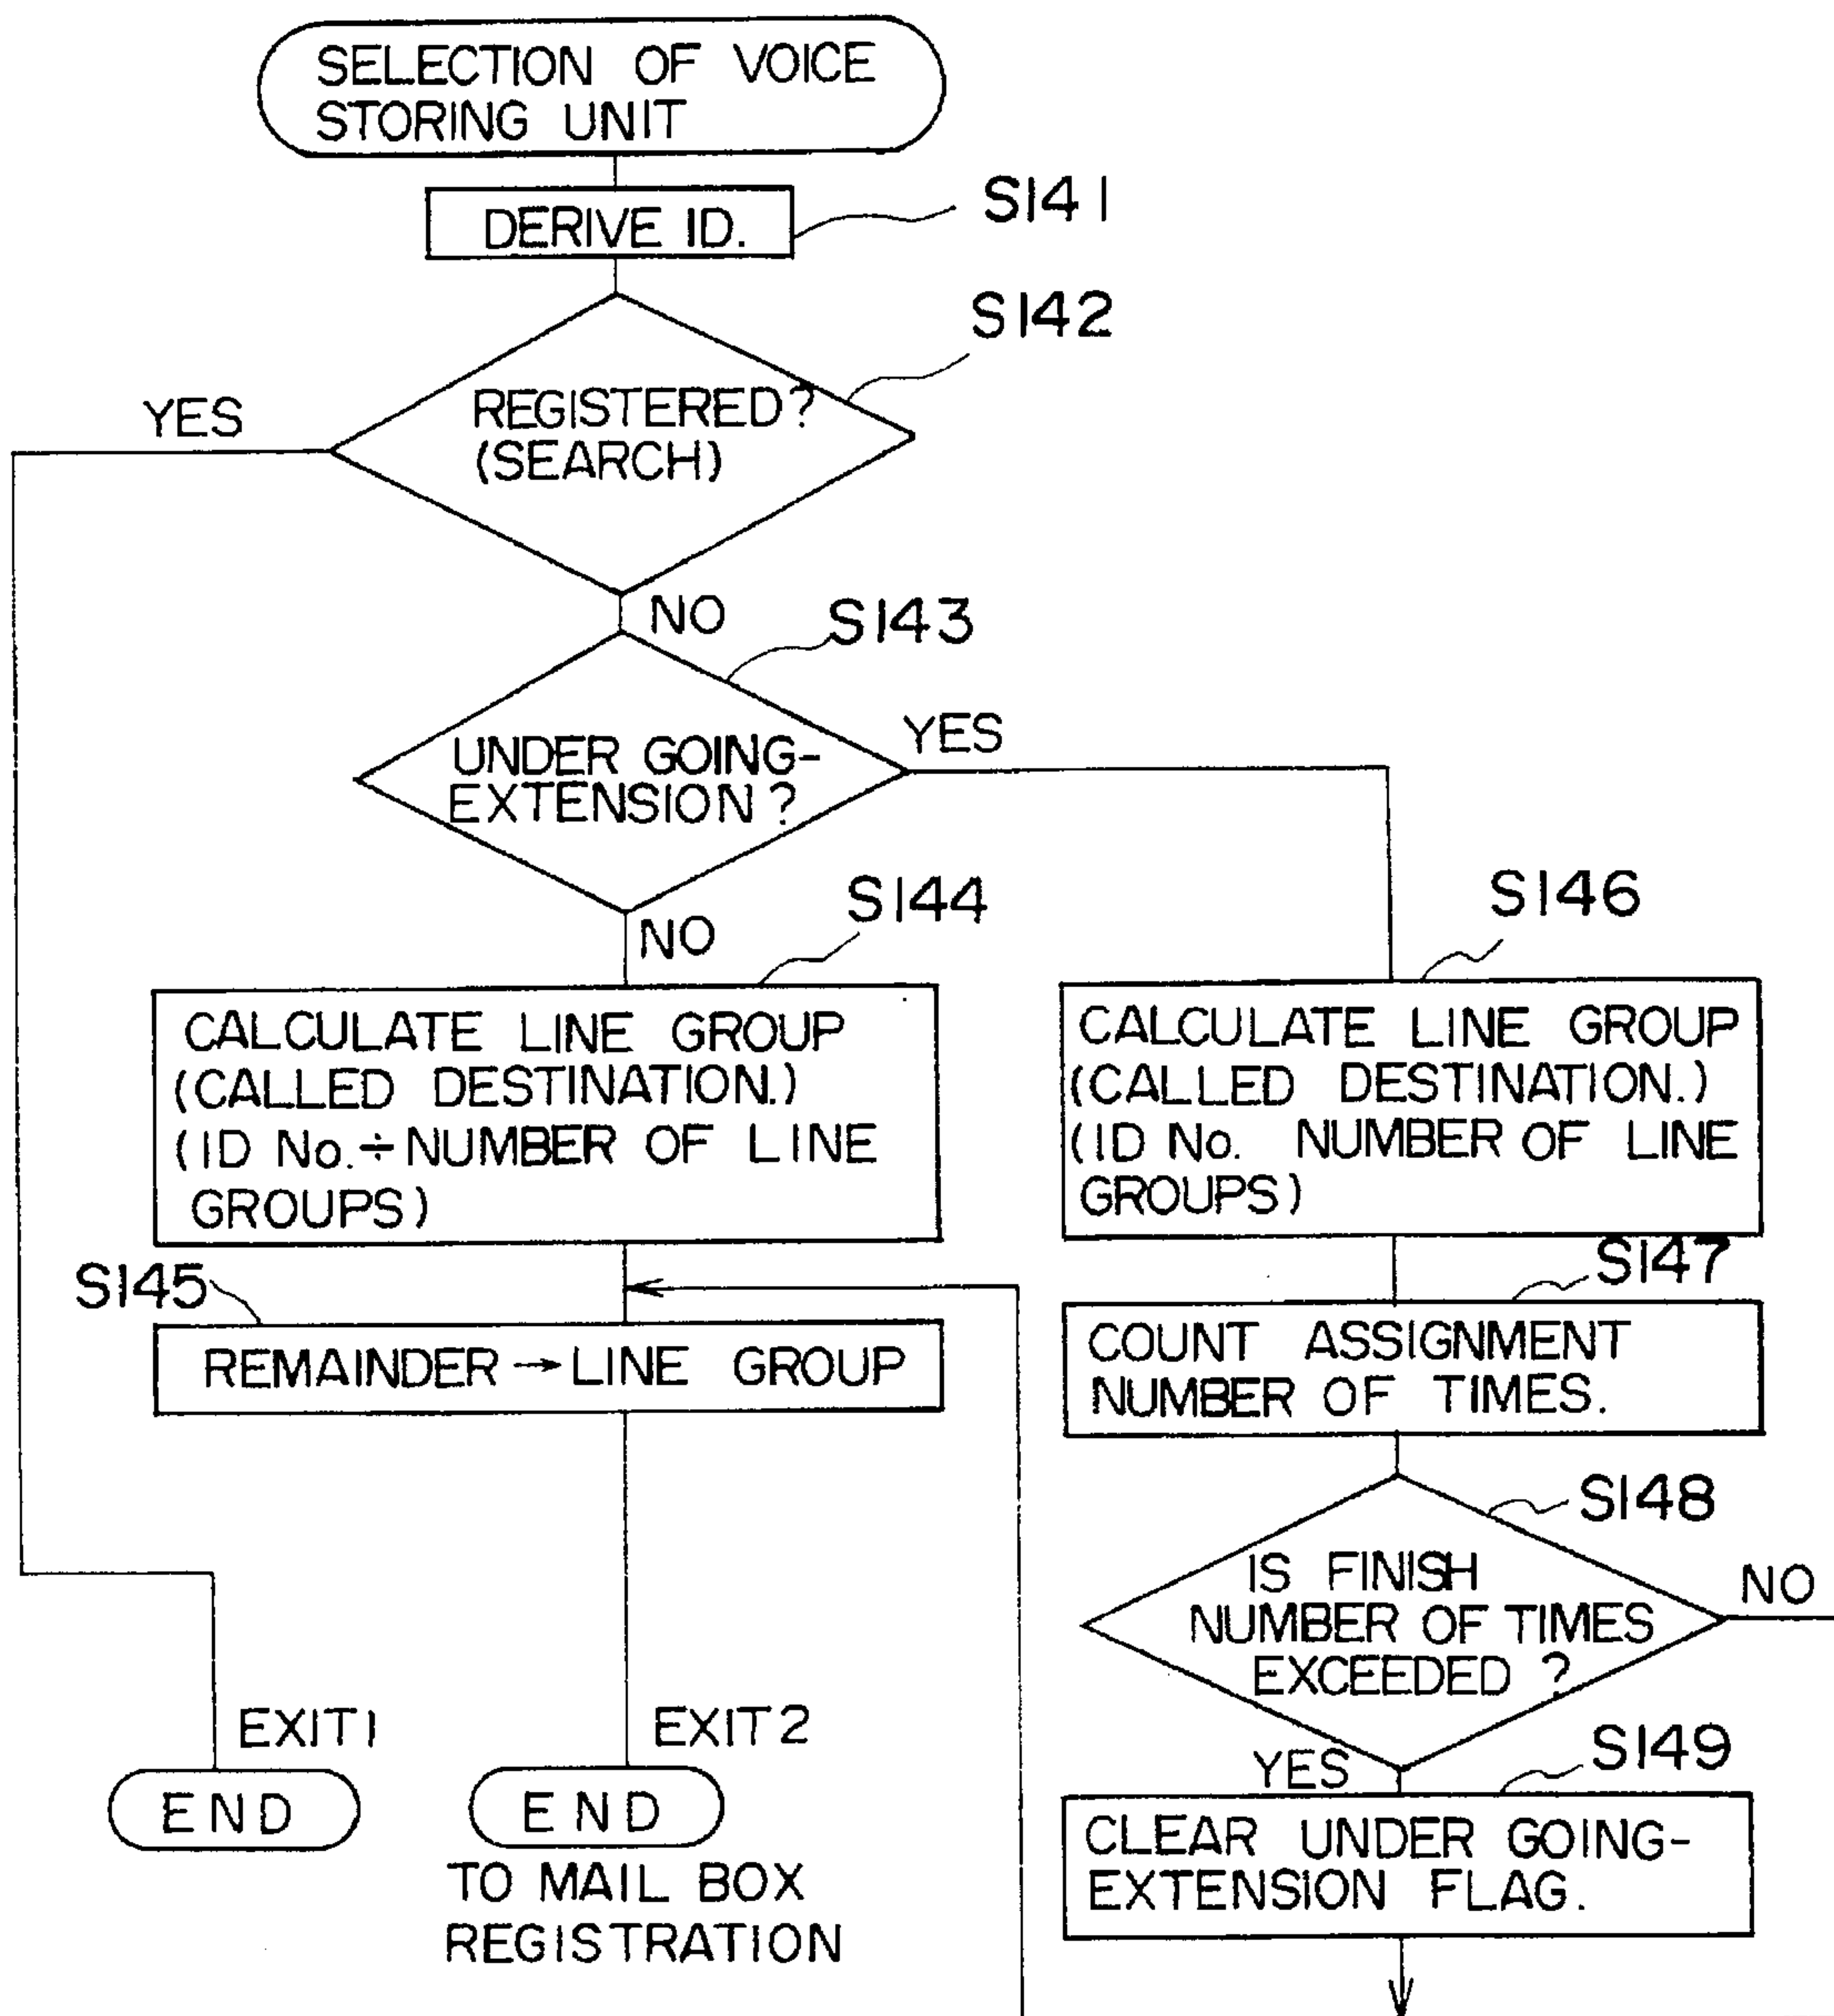 SELECTION OF VOICE
STORING UNIT
DERIVE ID.
S141
S142
REGISTERED?
(SEARCH)
YES
NO
S143
UNDER GOING-
EXTENSION?
YES
NO
S144
CALCULATE LINE GROUP
(CALLED DESTINATION.)
(ID No.÷NUMBER OF LINE
GROUPS)
S145
REMAINDER→LINE GROUP
S146
CALCULATE LINE GROUP
(CALLED DESTINATION.)
(ID No. NUMBER OF LINE
GROUPS)
S147
COUNT ASSIGNMENT
NUMBER OF TIMES.
S148
IS FINISH
NUMBER OF TIMES
EXCEEDED?
NO
YES
S149
CLEAR UNDER GOING-
EXTENSION FLAG.
EXIT1
END
EXIT2
END
TO MAIL BOX
REGISTRATION